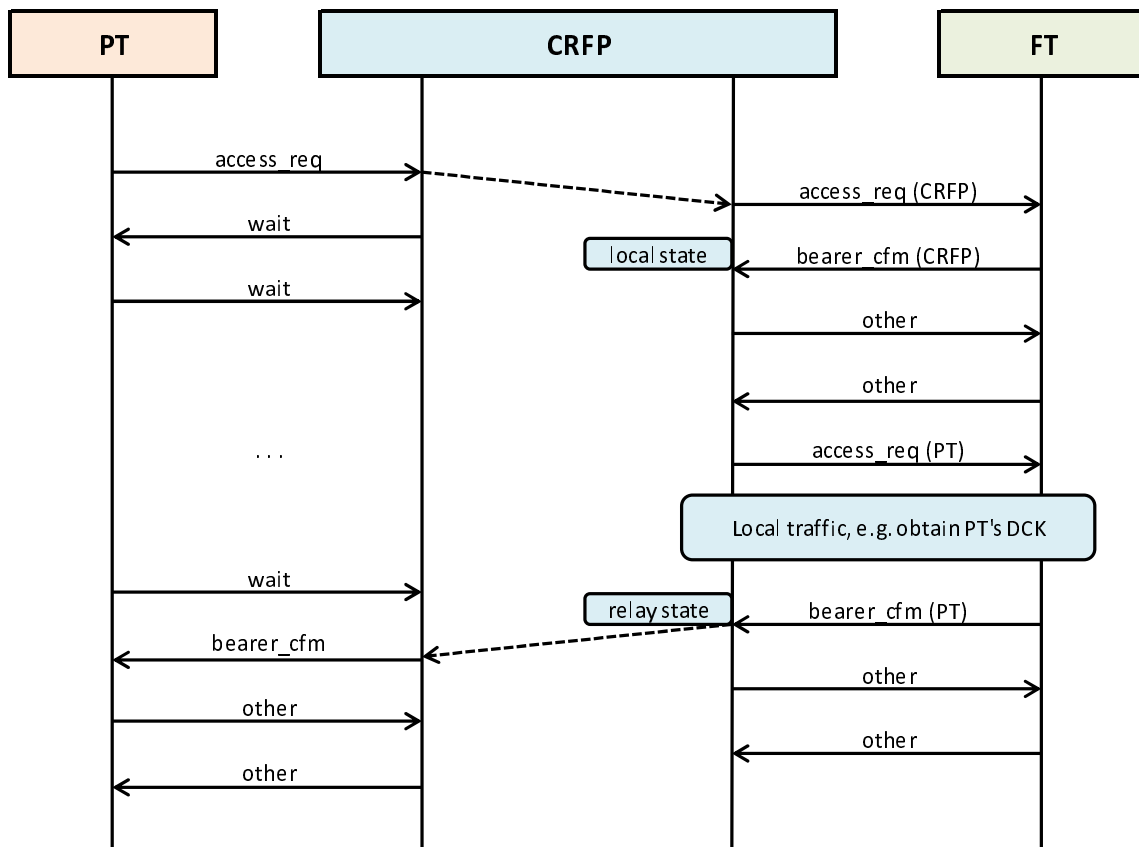 PT
CRFP
FT
access_req
access_req (CRFP)
wait
local state
bearer_cfm (CRFP)
wait
other
other
. . .
access_req (PT)
Local traffic, e.g. obtain PT's DCK
wait
relay state
bearer_cfm (PT)
bearer_cfm
other
other
other
other